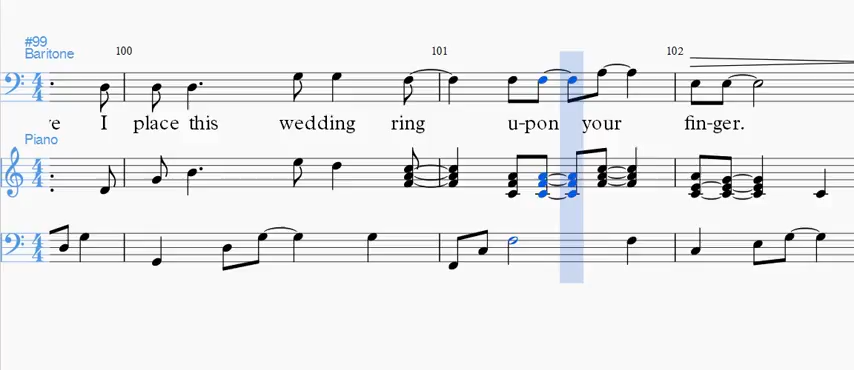 #99
100 101 102
Baritone
I place this wedding ring u-pon your fin-ger.
Piano